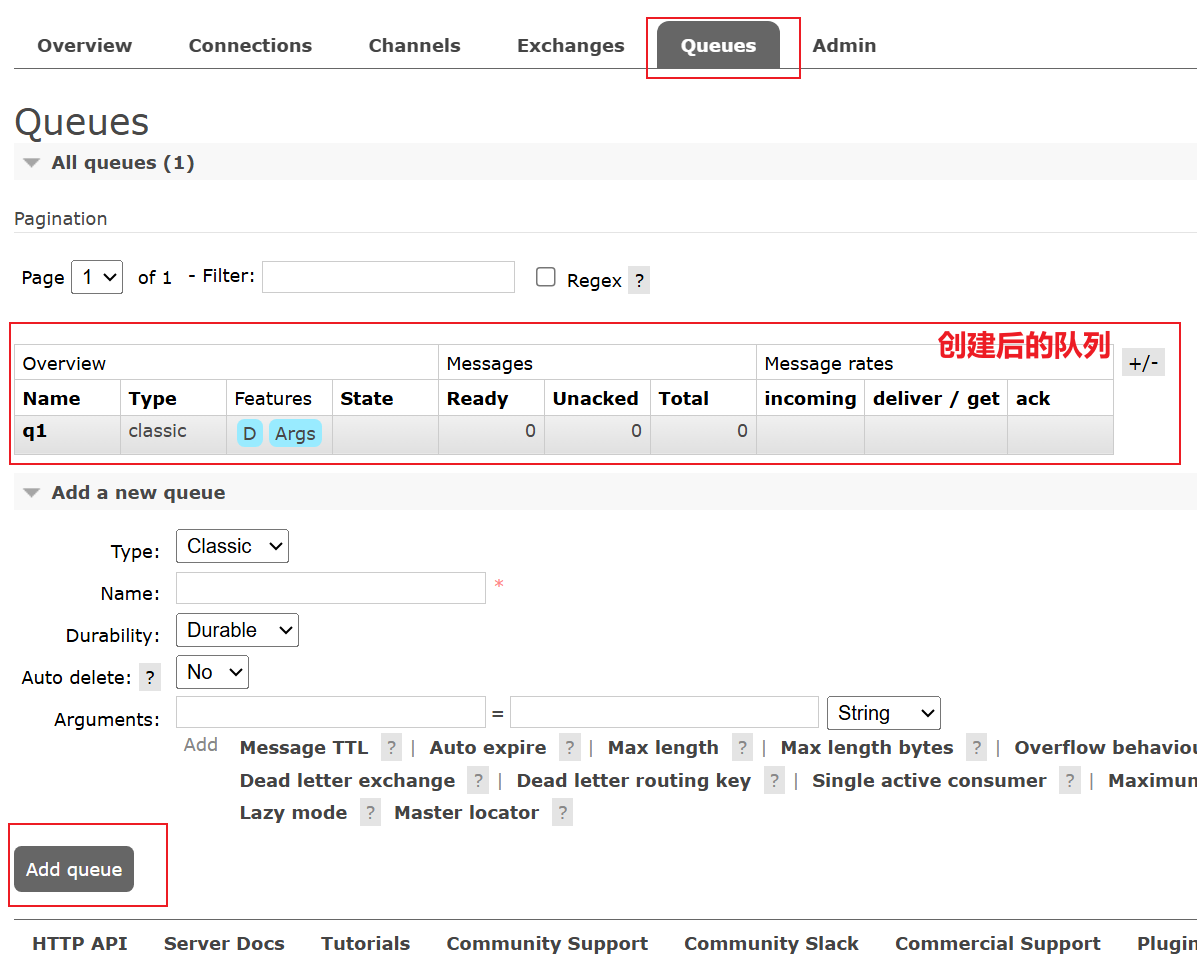 Overview Connections Channels Exchanges Queues Admin
Queues
All queues (1)
Pagination
Page 1 of 1 - Filter: Regex ?
创建后的队列
Overview Messages Message rates +/-
Name Type Features State Ready Unacked Total incoming deliver / get ack
q1 classic D Args 0 0 0
Add a new queue
Type: Classic
Name: *
Durability: Durable
Auto delete: ? No
Arguments: = String
Add Message TTL ? | Auto expire ? | Max length ? | Max length bytes ? | Overflow behaviou
Dead letter exchange ? | Dead letter routing key ? | Single active consumer ? | Maximum
Lazy mode ? Master locator ?
Add queue
HTTP API Server Docs Tutorials Community Support Community Slack Commercial Support Plugin